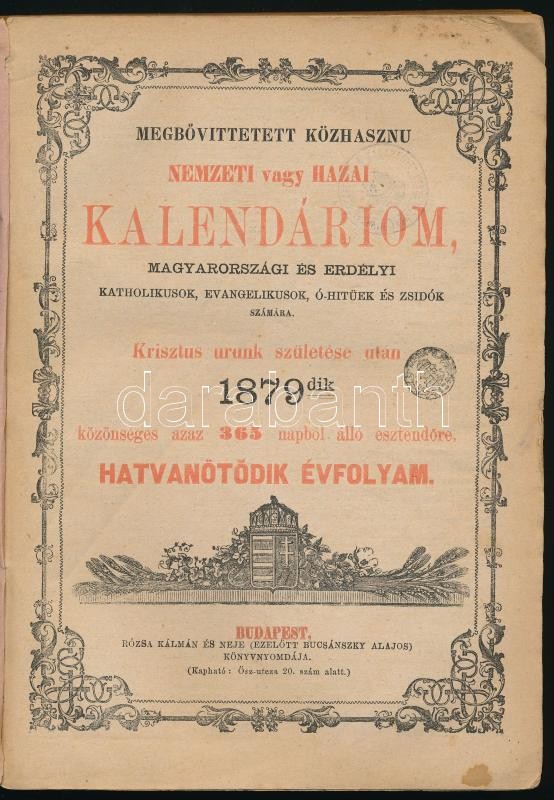 MEGBŐVITTETETT KÖZHASZNU
NEMZETI vagy HAZAI
KALENDÁRIOM,
MAGYARORSZÁGI ÉS ERDÉLYI
KATHOLIKUSOK, EVANGELIKUSOK, Ó-HITÜEK ÉS ZSIDÓK
SZÁMÁRA.
Krisztus urunk születése után
1879dik
darabanth
közönséges azaz 365 napból álló esztendőre,
HATVANÖTÖDIK ÉVFOLYAM.
BUDAPEST,
RÓZSA KÁLMÁN ÉS NEJE (EZELŐTT BUCSÁNSZKY ALAJOS)
KÖNYVNYOMDÁJA.
(Kapható: Ősz-utcza 20. szám alatt.)